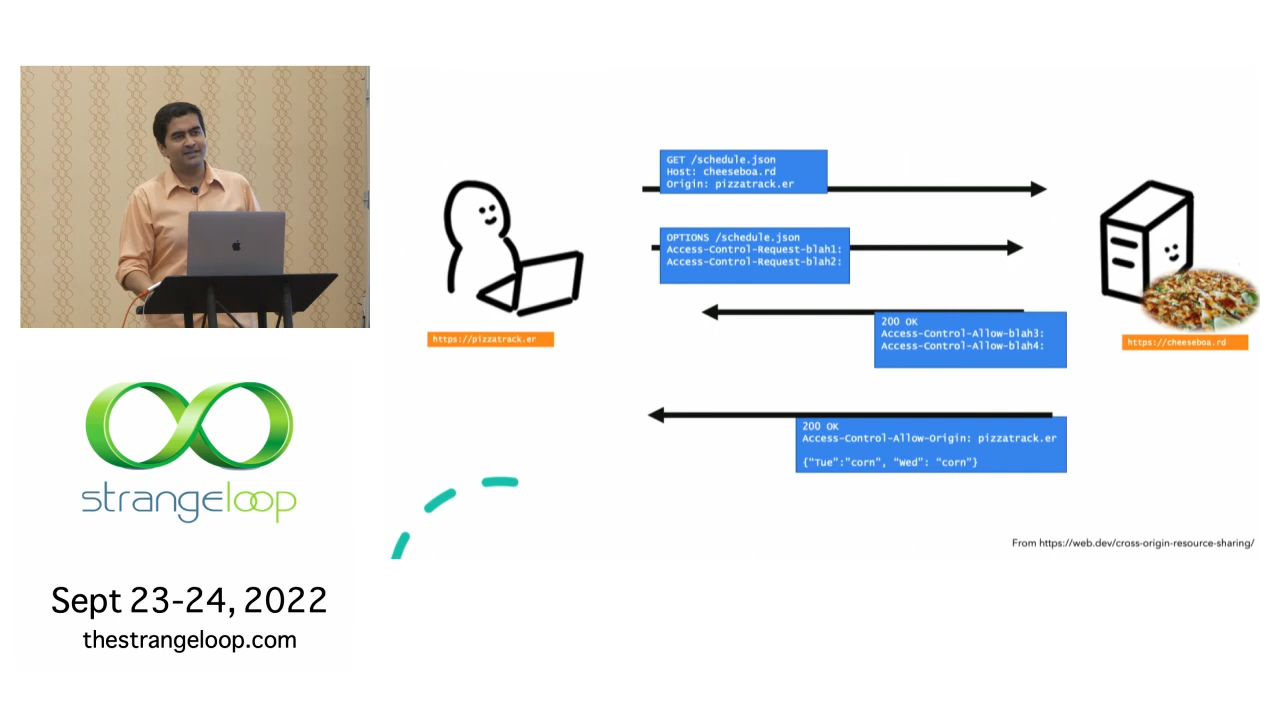 GET /schedule.json
Host: cheeseboa.rd
Origin: pizzatrack.er
OPTIONS /schedule.json
Access-Control-Request-blah1:
Access-Control-Request-blah2:
200 OK
Access-Control-Allow-blah3:
Access-Control-Allow-blah4:
https://pizzatrack.er
https://cheeseboa.rd
200 OK
Access-Control-Allow-Origin: pizzatrack.er
{"Tue":"corn", "Wed": "corn"}
From https://web.dev/cross-origin-resource-sharing/
strangeloop
Sept 23-24, 2022
thestrangeloop.com